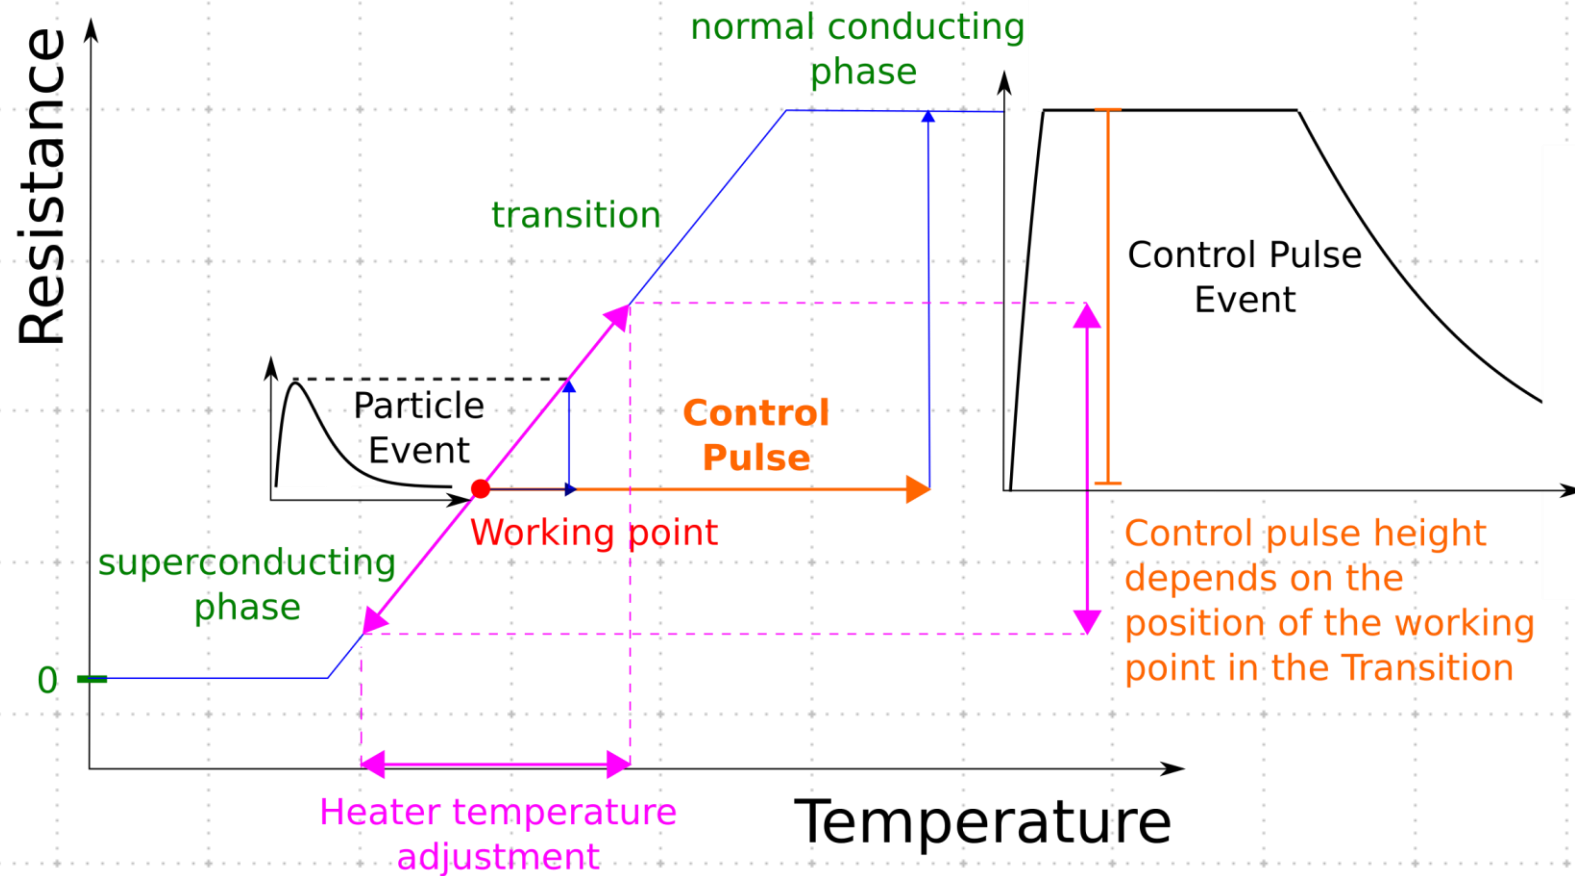 Resistance
normal conducting
phase
transition
Particle
Event
Control
Pulse
Control Pulse
Event
Working point
superconducting
phase
0
Control pulse height
depends on the
position of the working
point in the Transition
Heater temperature
adjustment
Temperature